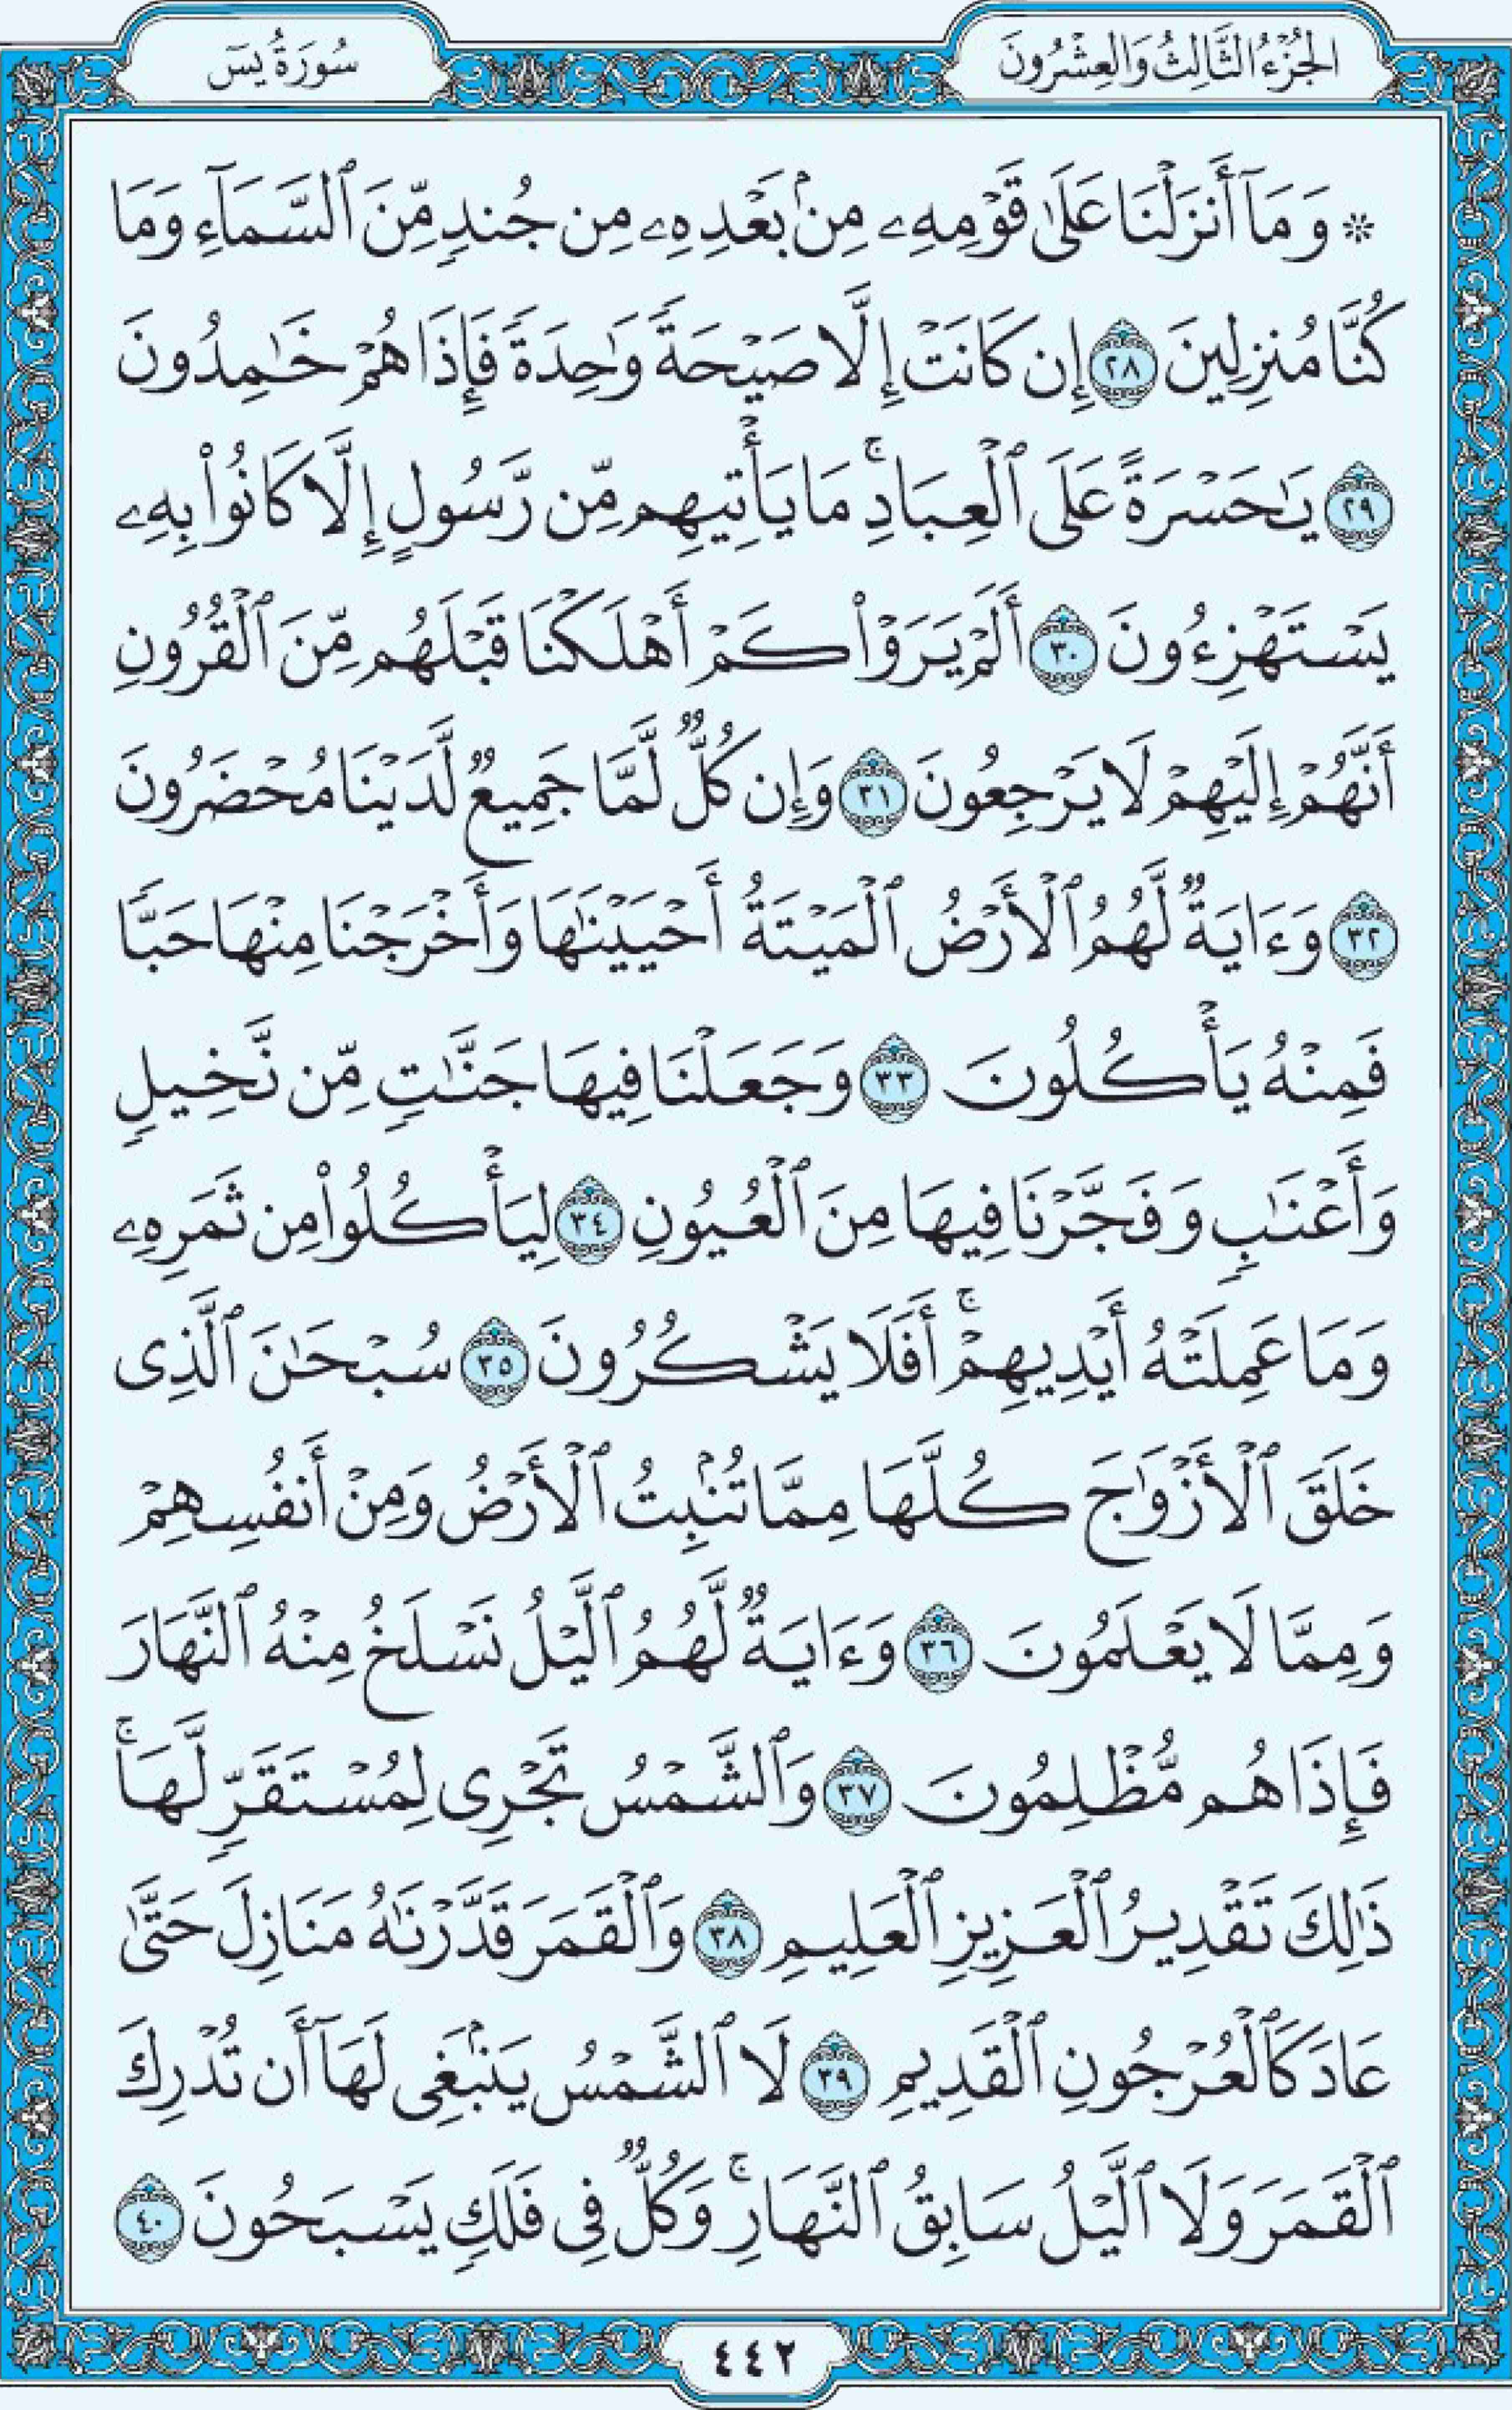 الجُزْءُ الثَّالِثُ وَالعِشْرُونَ
سُورَةُ يسٓ
۞ وَمَآ أَنزَلْنَا عَلَىٰ قَوْمِهِۦ مِنۢ بَعْدِهِۦ مِن جُندٍ مِّنَ ٱلسَّمَآءِ وَمَا
كُنَّا مُنزِلِينَ ٢٨ إِن كَانَتْ إِلَّا صَيْحَةً وَٰحِدَةً فَإِذَا هُمْ خَـٰمِدُونَ
٢٩ يَـٰحَسْرَةً عَلَى ٱلْعِبَادِ ۚ مَا يَأْتِيهِم مِّن رَّسُولٍ إِلَّا كَانُوا۟ بِهِۦ
يَسْتَهْزِءُونَ ٣٠ أَلَمْ يَرَوْا۟ كَمْ أَهْلَكْنَا قَبْلَهُم مِّنَ ٱلْقُرُونِ
أَنَّهُمْ إِلَيْهِمْ لَا يَرْجِعُونَ ٣١ وَإِن كُلٌّ لَّمَّا جَمِيعٌ لَّدَيْنَا مُحْضَرُونَ
٣٢ وَءَايَةٌ لَّهُمُ ٱلْأَرْضُ ٱلْمَيْتَةُ أَحْيَيْنَـٰهَا وَأَخْرَجْنَا مِنْهَا حَبًّا
فَمِنْهُ يَأْكُلُونَ ٣٣ وَجَعَلْنَا فِيهَا جَنَّـٰتٍ مِّن نَّخِيلٍ
وَأَعْنَـٰبٍ وَفَجَّرْنَا فِيهَا مِنَ ٱلْعُيُونِ ٣٤ لِيَأْكُلُوا۟ مِن ثَمَرِهِۦ
وَمَا عَمِلَتْهُ أَيْدِيهِمْ ۚ أَفَلَا يَشْكُرُونَ ٣٥ سُبْحَـٰنَ ٱلَّذِى
خَلَقَ ٱلْأَزْوَٰجَ كُلَّهَا مِمَّا تُنۢبِتُ ٱلْأَرْضُ وَمِنْ أَنفُسِهِمْ
وَمِمَّا لَا يَعْلَمُونَ ٣٦ وَءَايَةٌ لَّهُمُ ٱلَّيْلُ نَسْلَخُ مِنْهُ ٱلنَّهَارَ
فَإِذَا هُم مُّظْلِمُونَ ٣٧ وَٱلشَّمْسُ تَجْرِى لِمُسْتَقَرٍّ لَّهَا ۚ
ذَٰلِكَ تَقْدِيرُ ٱلْعَزِيزِ ٱلْعَلِيمِ ٣٨ وَٱلْقَمَرَ قَدَّرْنَـٰهُ مَنَازِلَ حَتَّىٰ
عَادَ كَٱلْعُرْجُونِ ٱلْقَدِيمِ ٣٩ لَا ٱلشَّمْسُ يَنۢبَغِى لَهَآ أَن تُدْرِكَ
ٱلْقَمَرَ وَلَا ٱلَّيْلُ سَابِقُ ٱلنَّهَارِ ۚ وَكُلٌّ فِى فَلَكٍ يَسْبَحُونَ ٤٠
٤٤٢